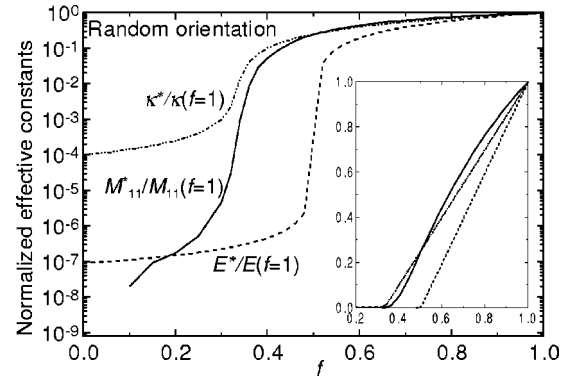 Random orientation
κ*/κ(f=1)
M*₁₁/M₁₁(f=1)
E*/E(f=1)
Normalized effective constants
10⁰
10⁻¹
10⁻²
10⁻³
10⁻⁴
10⁻⁵
10⁻⁶
10⁻⁷
10⁻⁸
10⁻⁹
0.0 0.2 0.4 0.6 0.8 1.0
f
1.0
0.8
0.6
0.4
0.2
0.0
0.2 0.4 0.6 0.8 1.0